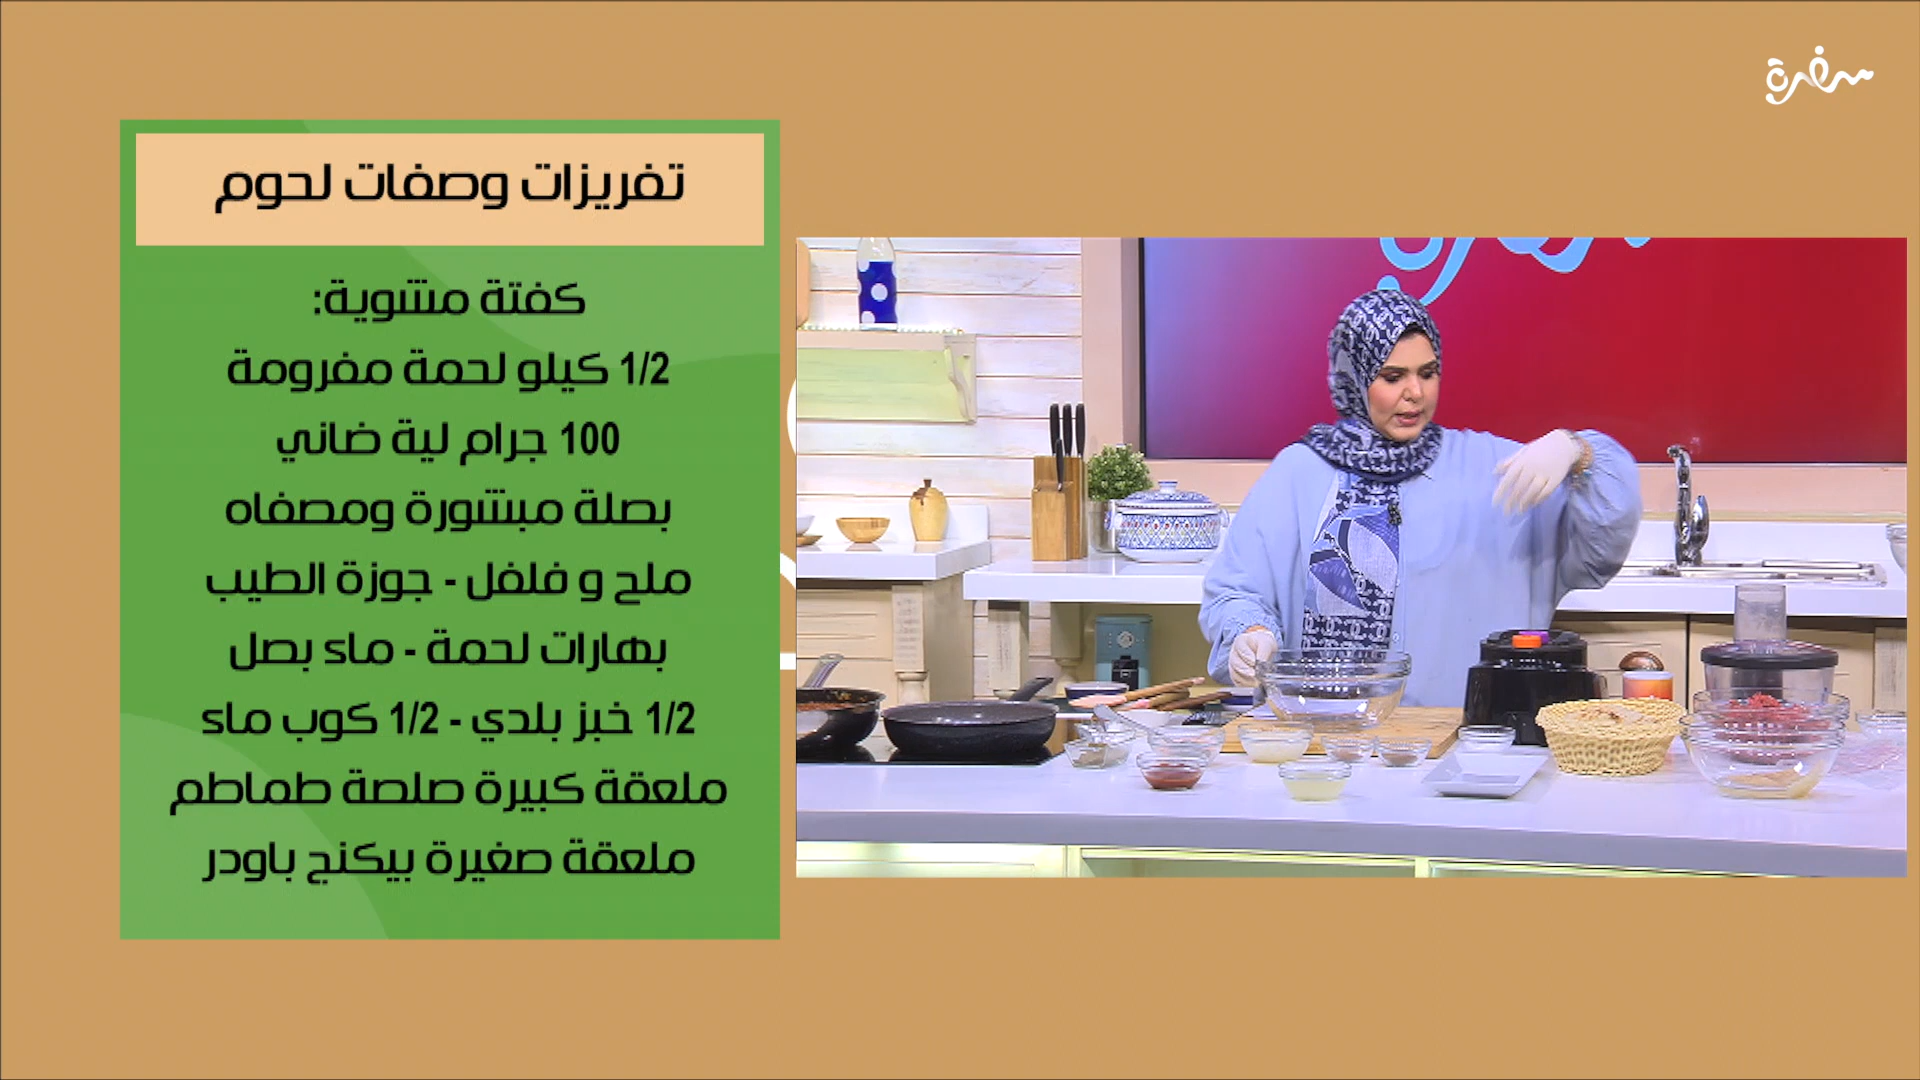 سفرة
تفريزات وصفات لحوم
كفتة مشوية:
1/2 كيلو لحمة مفرومة
100 جرام لية ضاني
بصلة مبشورة ومصفاه
ملح و فلفل - جوزة الطيب
بهارات لحمة - ماء بصل
1/2 خبز بلدي - 1/2 كوب ماء
ملعقة كبيرة صلصة طماطم
ملعقة صغيرة بيكنج باودر